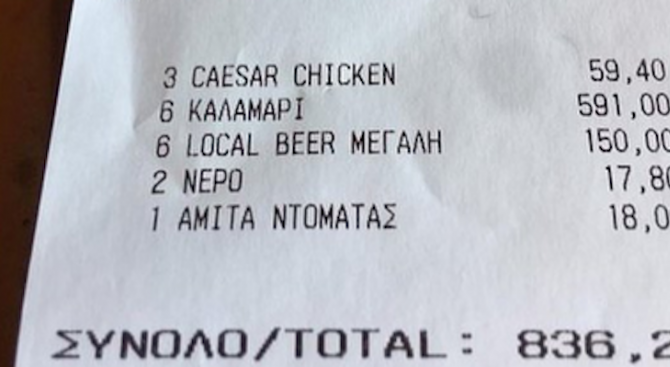 3 CAESAR CHICKEN 59,40
6 ΚΑΛΑΜΑΡΙ 591,00
6 LOCAL BEER ΜΕΓΑΛΗ 150,00
2 ΝΕΡΟ 17,80
1 ΑΜΙΤΑ ΝΤΟΜΑΤΑΣ 18,0
ΣΥΝΟΛΟ/TOTAL: 836,2